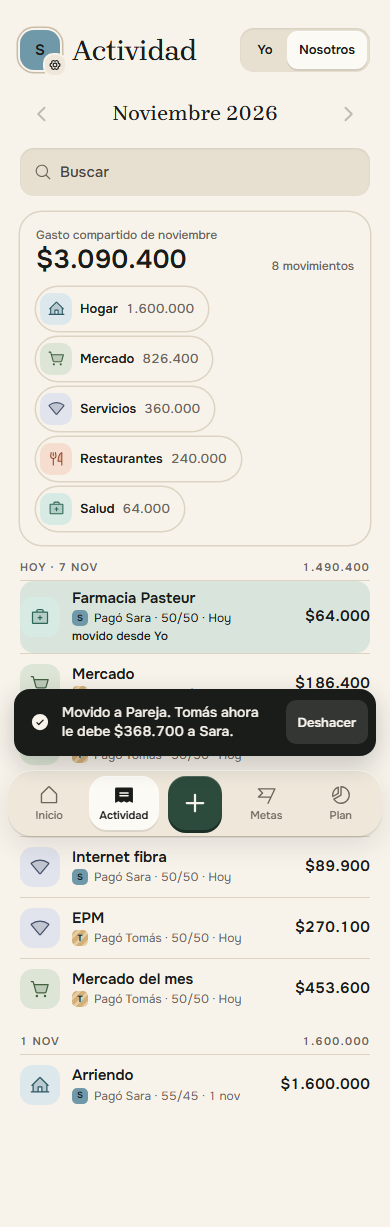 S
Actividad
Yo
Nosotros
Noviembre 2026
Buscar
Gasto compartido de noviembre
$3.090.400
8 movimientos
Hogar 1.600.000
Mercado 826.400
Servicios 360.000
Restaurantes 240.000
Salud 64.000
HOY · 7 NOV 1.490.400
Farmacia Pasteur
S Pagó Sara · 50/50 · Hoy
movido desde Yo
$64.000
Mercado
$186.400
Movido a Pareja. Tomás ahora
le debe $368.700 a Sara.
Deshacer
Inicio
Actividad
Metas
Plan
Internet fibra
S Pagó Sara · 50/50 · Hoy
$89.900
EPM
T Pagó Tomás · 50/50 · Hoy
$270.100
Mercado del mes
T Pagó Tomás · 50/50 · Hoy
$453.600
1 NOV 1.600.000
Arriendo
S Pagó Sara · 55/45 · 1 nov
$1.600.000